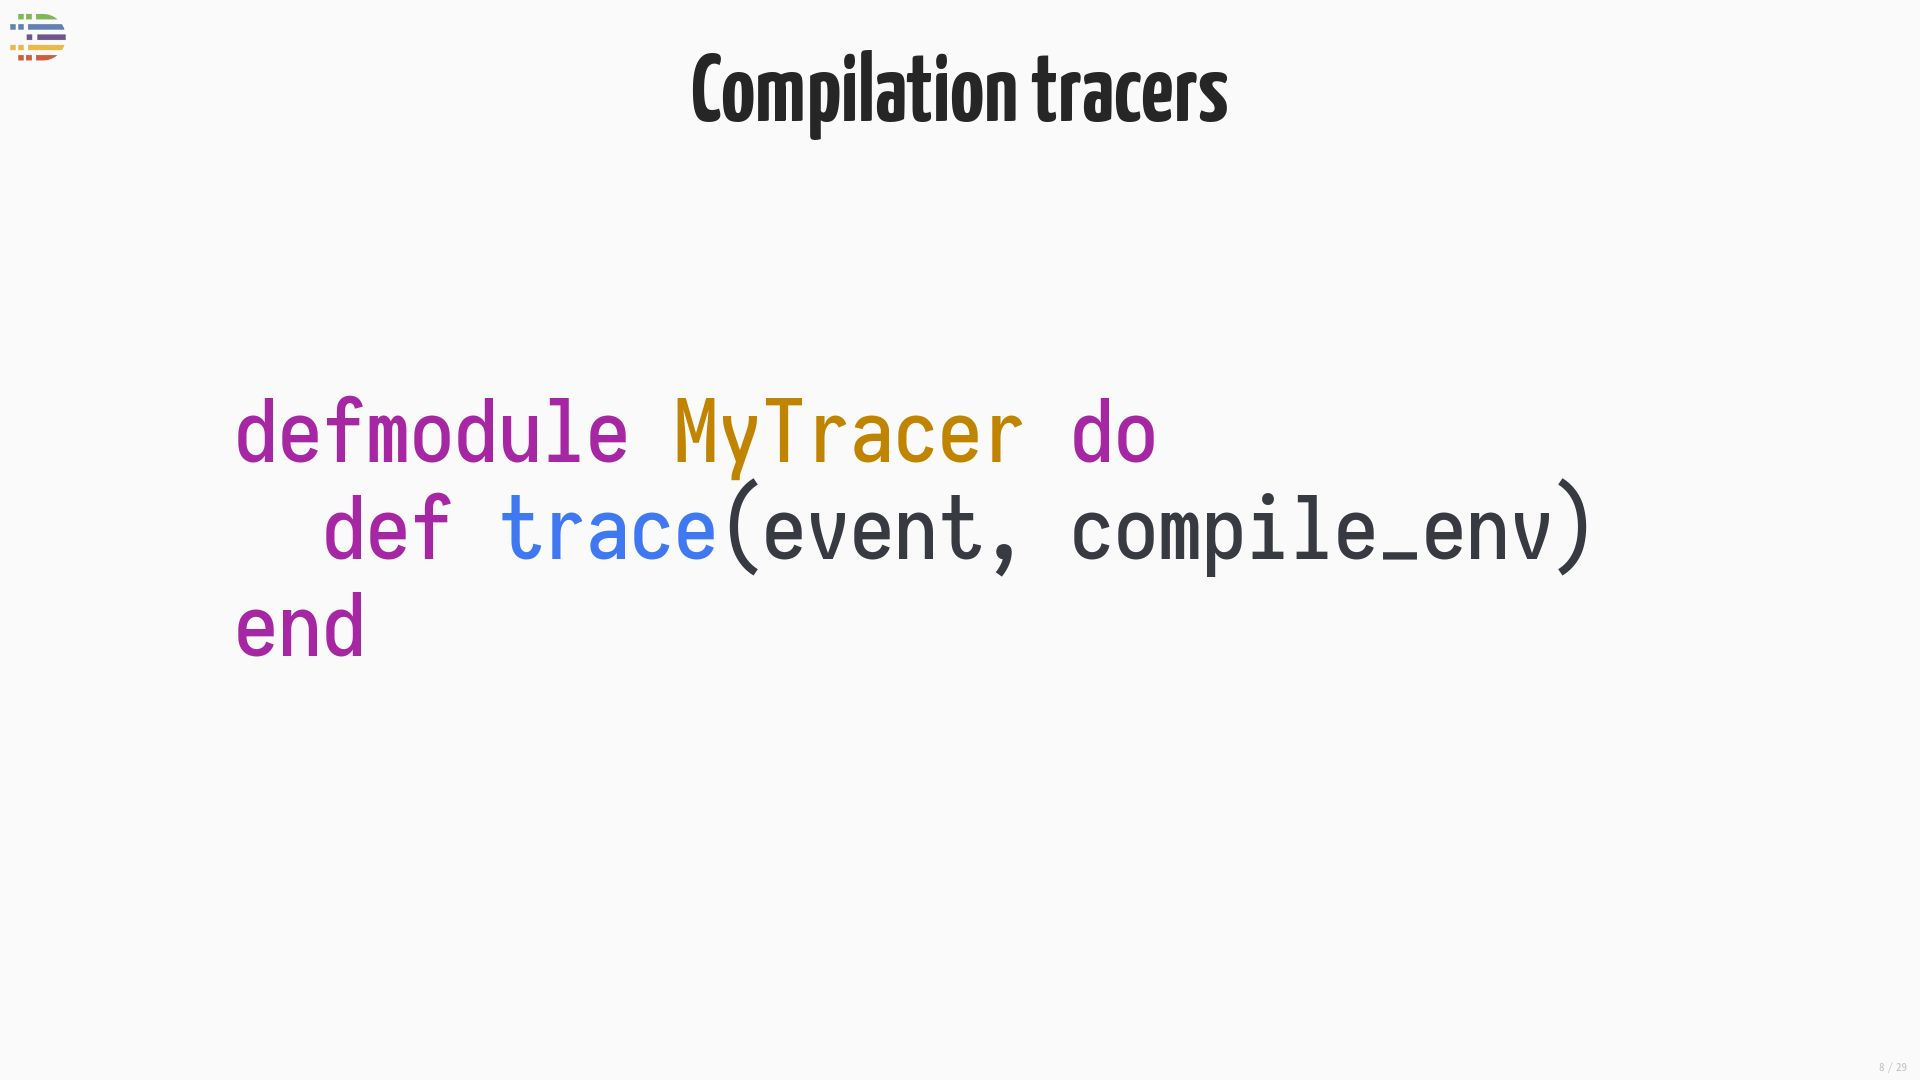 Compilation tracers
defmodule MyTracer do
  def trace(event, compile_env)
end
8 / 29